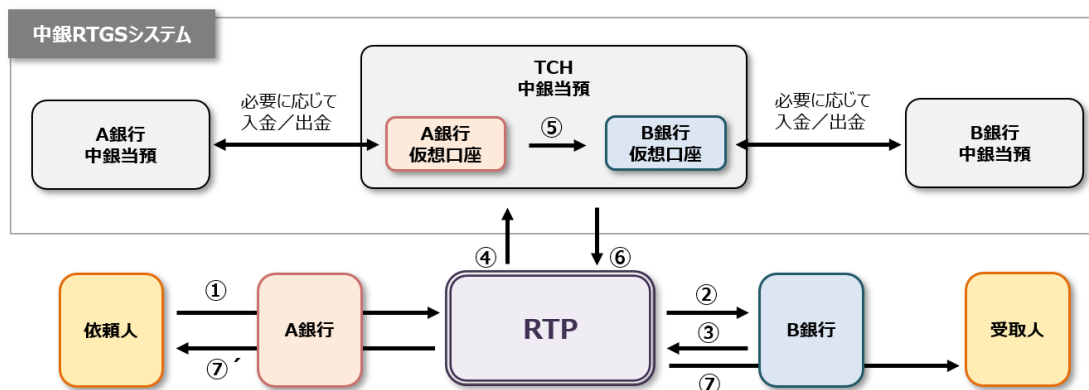 中銀RTGSシステム
TCH
中銀当預
必要に応じて
入金／出金
必要に応じて
入金／出金
A銀行
中銀当預
A銀行
仮想口座
⑤
B銀行
仮想口座
B銀行
中銀当預
④
⑥
①
②
依頼人
A銀行
RTP
③
B銀行
受取人
⑦´
⑦